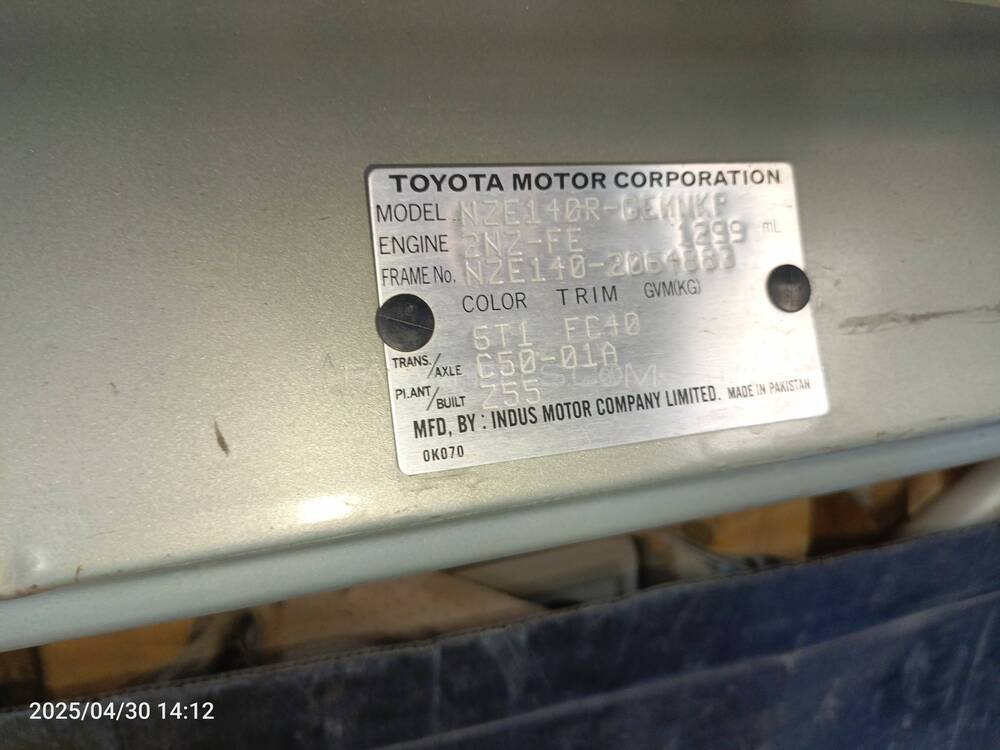 TOYOTA MOTOR CORPORATION
MODEL NZE140R-GEMNKP
ENGINE 2NZ-FE 1299 mL
FRAME No.
COLOR TRIM GVM(KG)
6T1 FC40
TRANS./AXLE C50-01A
PLANT/BUILT Z55
MFD, BY : INDUS MOTOR COMPANY LIMITED. MADE IN PAKISTAN
0K070
2025/04/30 14:12